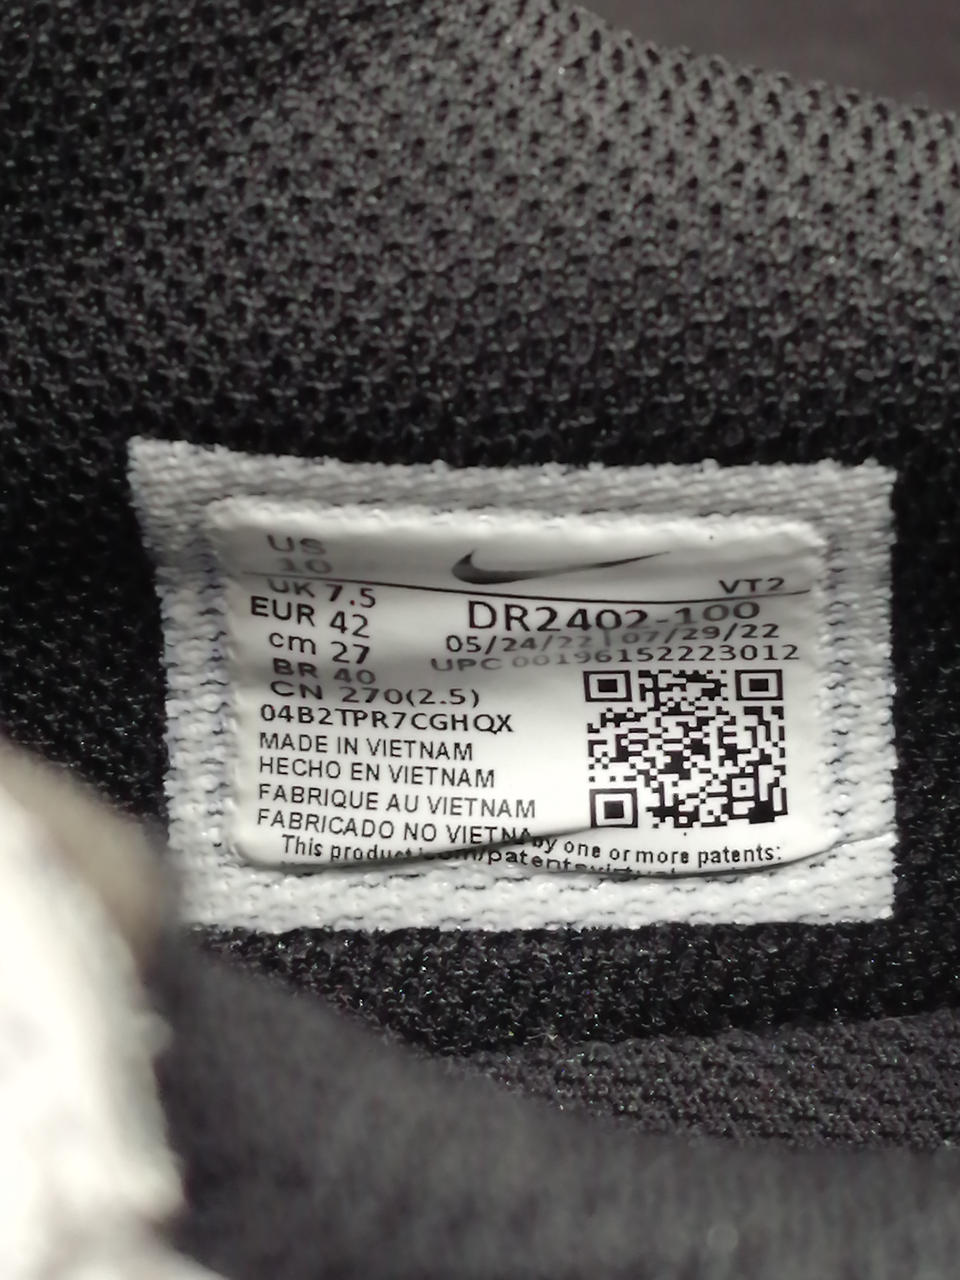 US
10
UK 7.5
EUR 42
cm 27
BR 40
CN 270(2.5)
04B2TPR7CGHQX
MADE IN VIETNAM
HECHO EN VIETNAM
FABRIQUE AU VIETNAM
FABRICADO NO VIETNA
VT2
DR2402-100
05/24/22 | 07/29/22
UPC 00196152223012
This product by one or more patents: